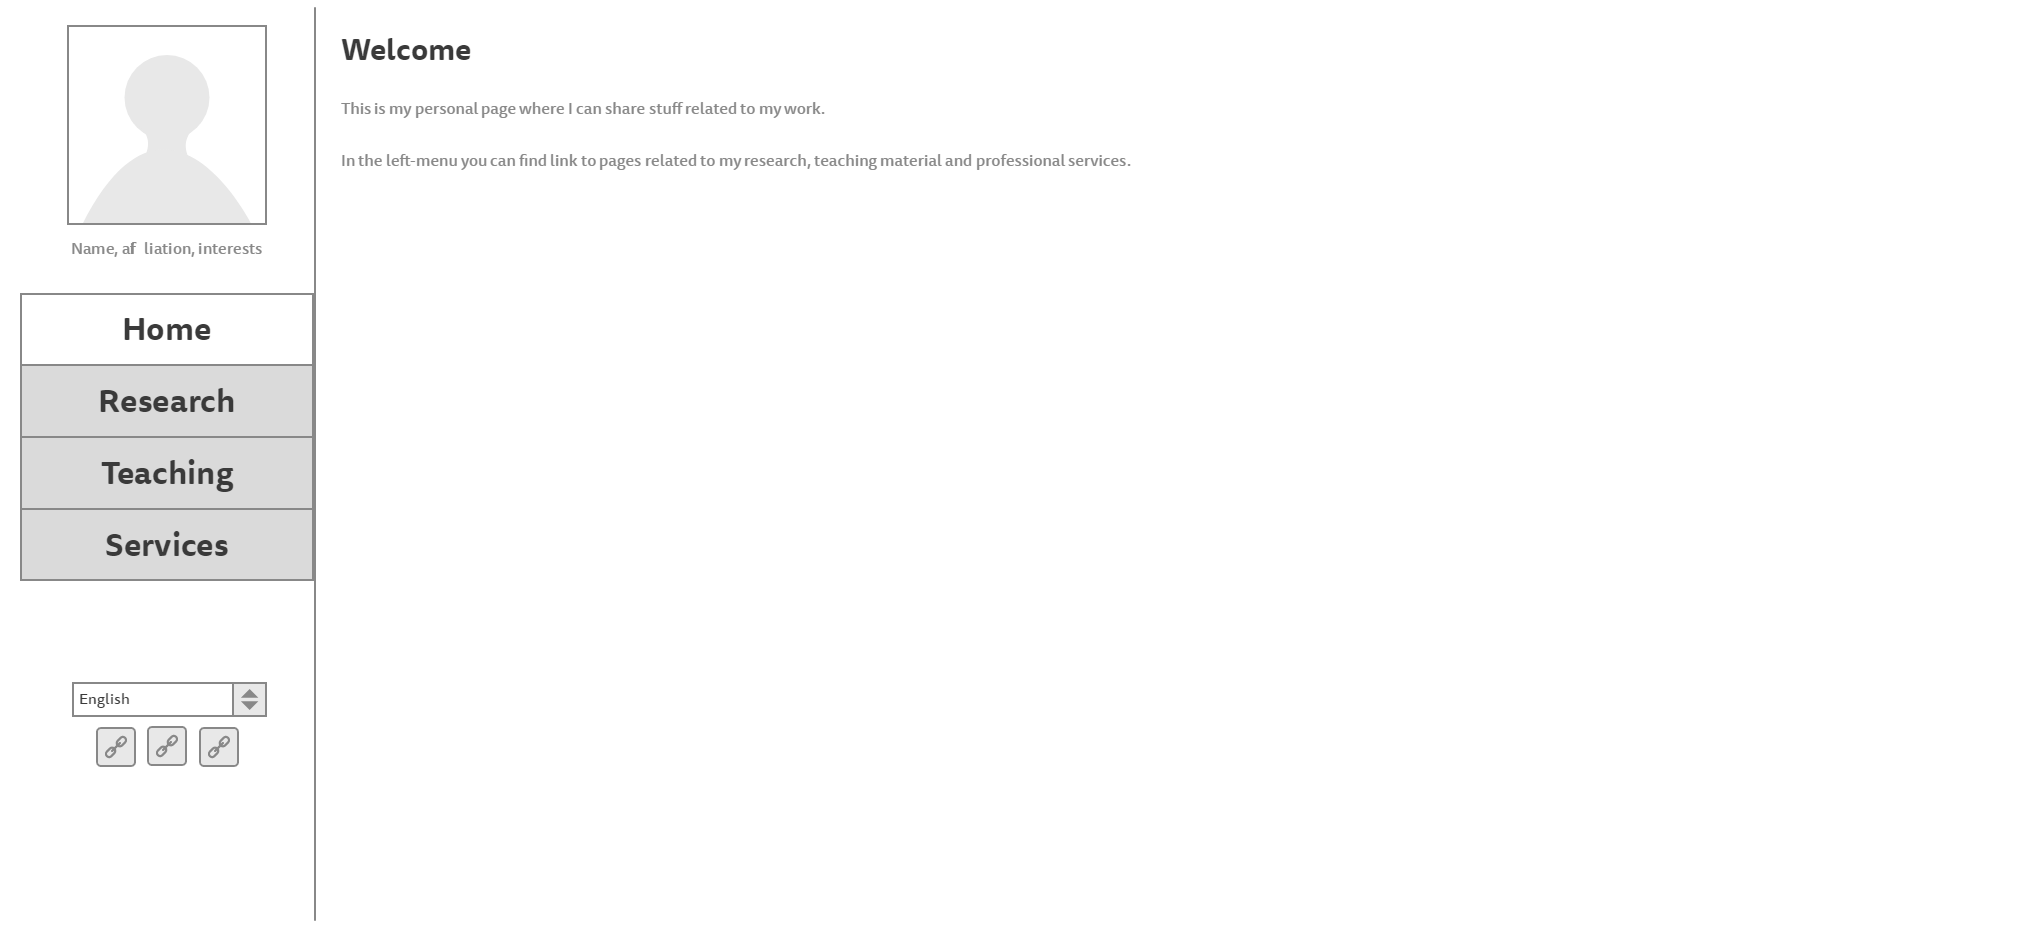 Name, af liation, interests
Home
Research
Teaching
Services
English
Welcome
This is my personal page where I can share stuff related to my work.
In the left-menu you can find link to pages related to my research, teaching material and professional services.